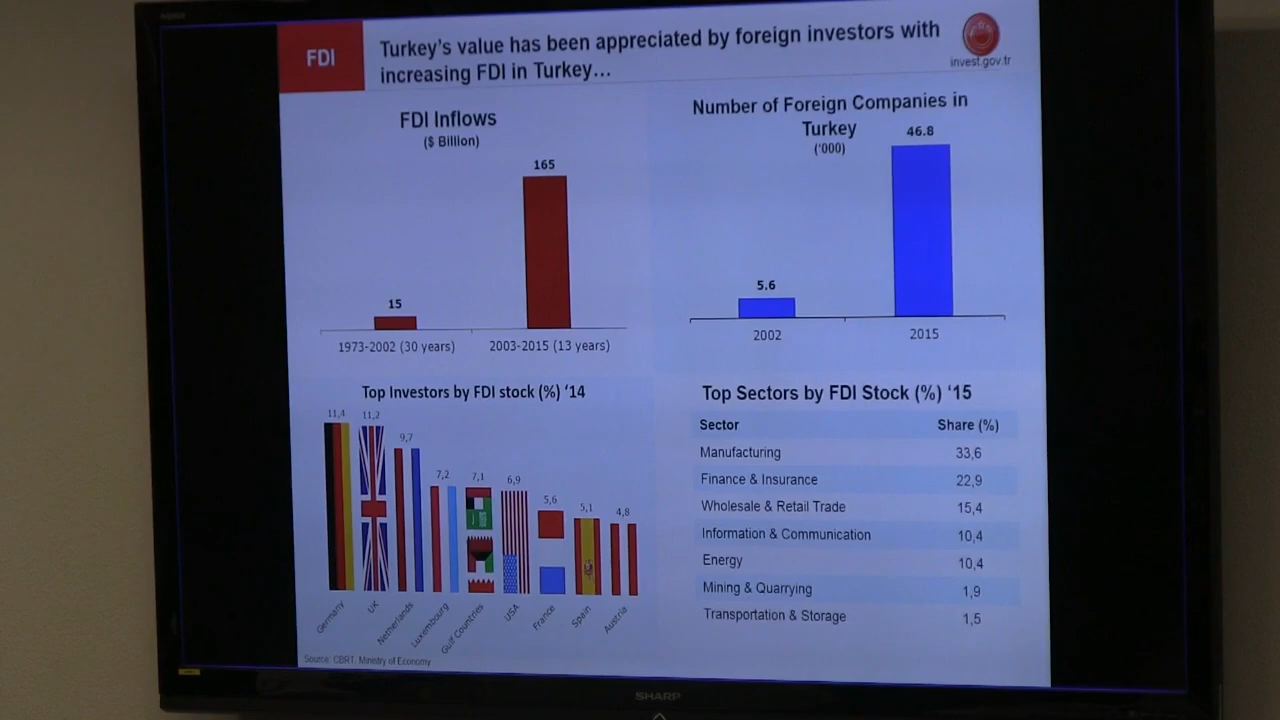 FDI
Turkey's value has been appreciated by foreign investors with
increasing FDI in Turkey…
invest.gov.tr
FDI Inflows
($ Billion)
15
165
1973-2002 (30 years)
2003-2015 (13 years)
Number of Foreign Companies in
Turkey
('000)
5.6
46.8
2002
2015
Top Investors by FDI stock (%) '14
11,4
11,2
9,7
7,2
7,1
6,9
5,6
5,1
4,8
Germany
UK
Netherlands
Luxembourg
Gulf Countries
USA
France
Spain
Austria
Source: CBRT, Ministry of Economy
Top Sectors by FDI Stock (%) '15
Sector Share (%)
Manufacturing 33,6
Finance & Insurance 22,9
Wholesale & Retail Trade 15,4
Information & Communication 10,4
Energy 10,4
Mining & Quarrying 1,9
Transportation & Storage 1,5
SHARP